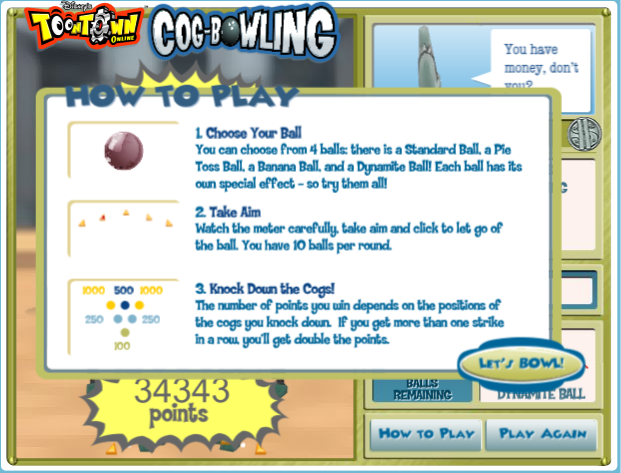 Disney's
TOONTOWN
ONLINE
COG-BOWLING
You have
money, don't
you?
HOW TO PLAY
1. Choose Your Ball
You can choose from 4 balls: there is a Standard Ball, a Pie
Toss Ball, a Banana Ball, and a Dynamite Ball! Each ball has its
own special effect - so try them all!
2. Take Aim
Watch the meter carefully, take aim and click to let go of
the ball. You have 10 balls per round.
1000 500 1000
250 250
100
3. Knock Down the Cogs!
The number of points you win depends on the positions of
the cogs you knock down. If you get more than one strike
in a row, you'll get double the points.
LET'S BOWL!
34343
points
BALLS
REMAINING
DYNAMITE BALL
HOW TO PLAY
PLAY AGAIN